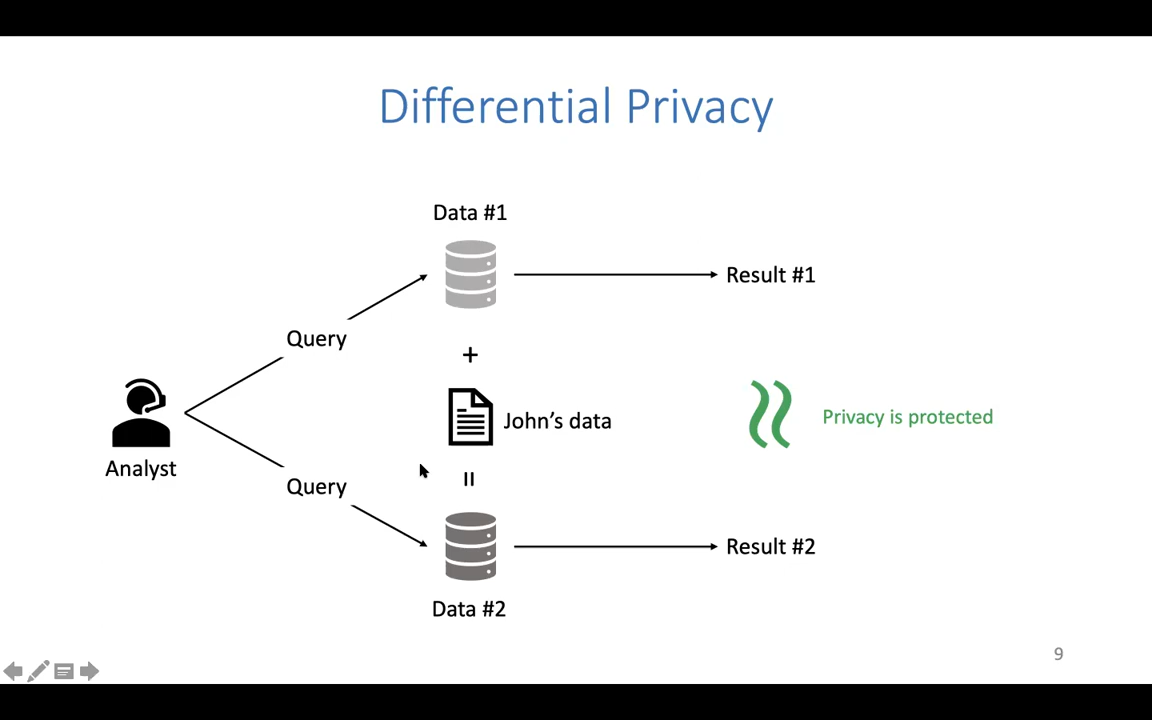 Differential Privacy
Data #1
Result #1
Query
+
John’s data
Privacy is protected
Analyst
=
Query
Result #2
Data #2
9